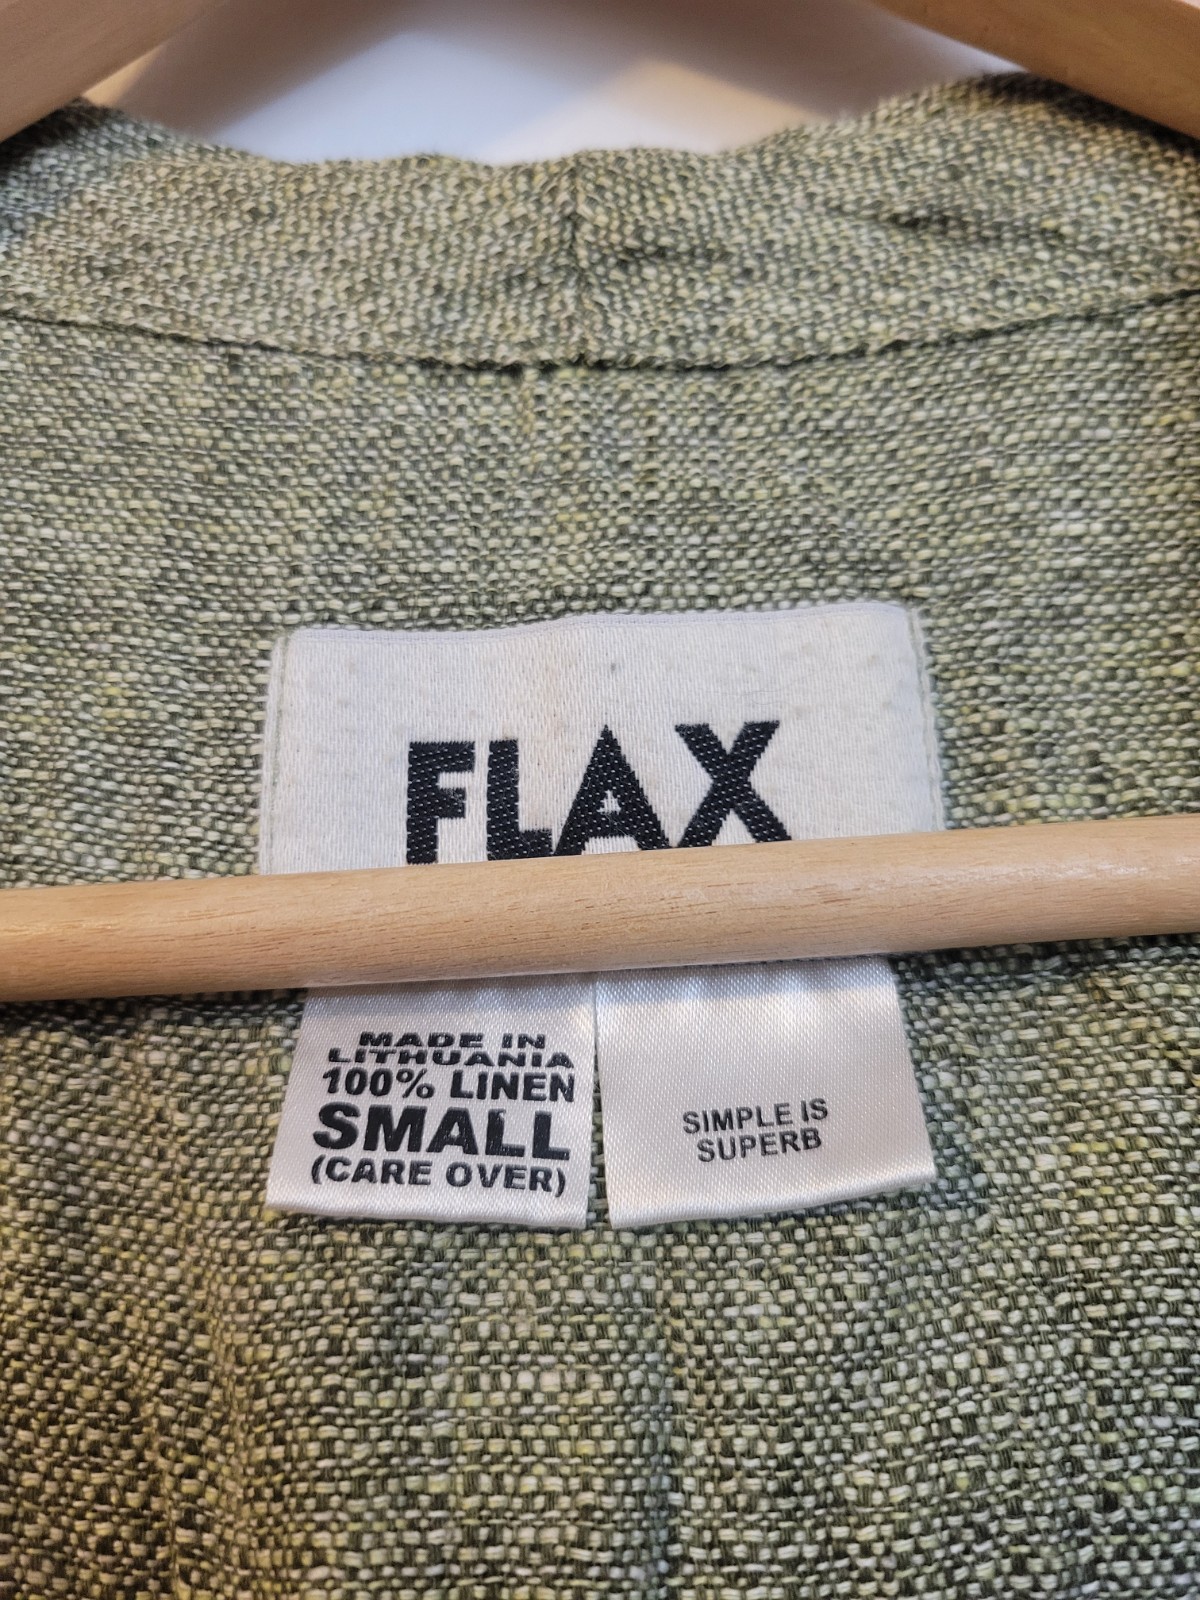 FLAX
MADE IN
LITHUANIA
100% LINEN
SMALL
(CARE OVER)
SIMPLE IS
SUPERB